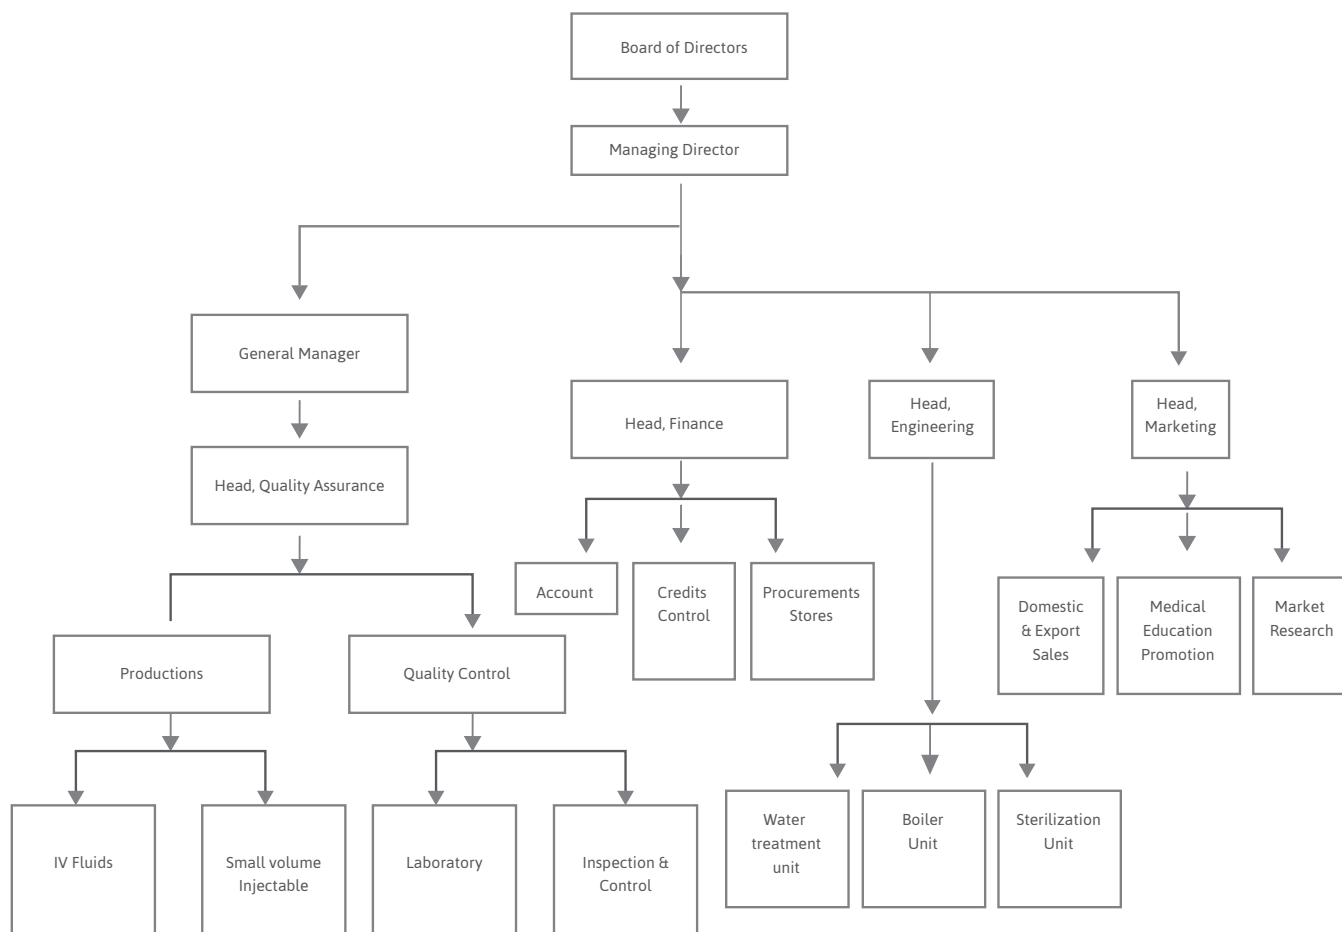 Board of Directors
Managing Director
General Manager
Head, Finance
Head,
Engineering
Head,
Marketing
Head, Quality Assurance
Account
Credits
Control
Procurements
Stores
Domestic
& Export
Sales
Medical
Education
Promotion
Market
Research
Productions
Quality Control
IV Fluids
Small volume
Injectable
Laboratory
Inspection &
Control
Water
treatment
unit
Boiler
Unit
Sterilization
Unit